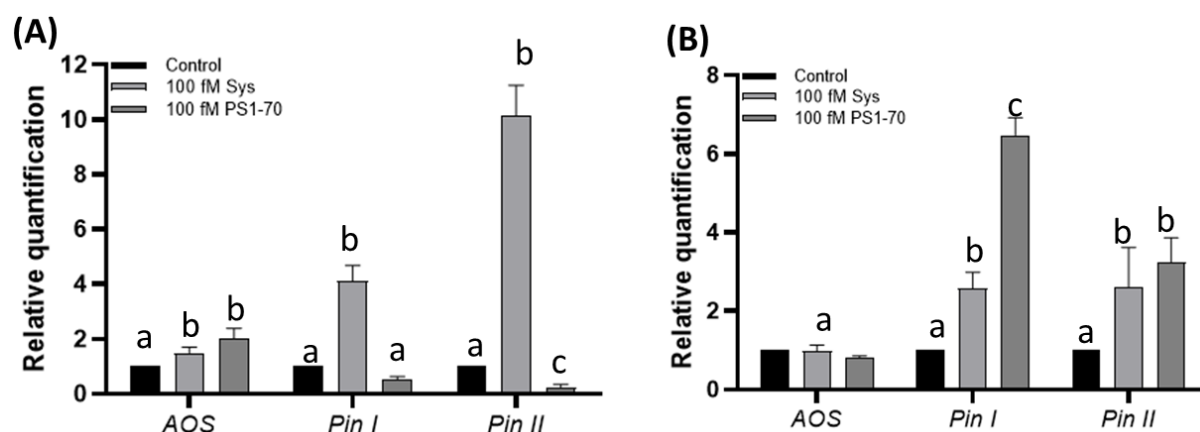 (A)
Relative quantification
12
10
8
6
4
2
0
Control
100 fM Sys
100 fM PS1-70
a b b
a b a
a b c
AOS Pin I Pin II
(B)
Relative quantification
8
6
4
2
0
Control
100 fM Sys
100 fM PS1-70
a
a b c
a b b
AOS Pin I Pin II